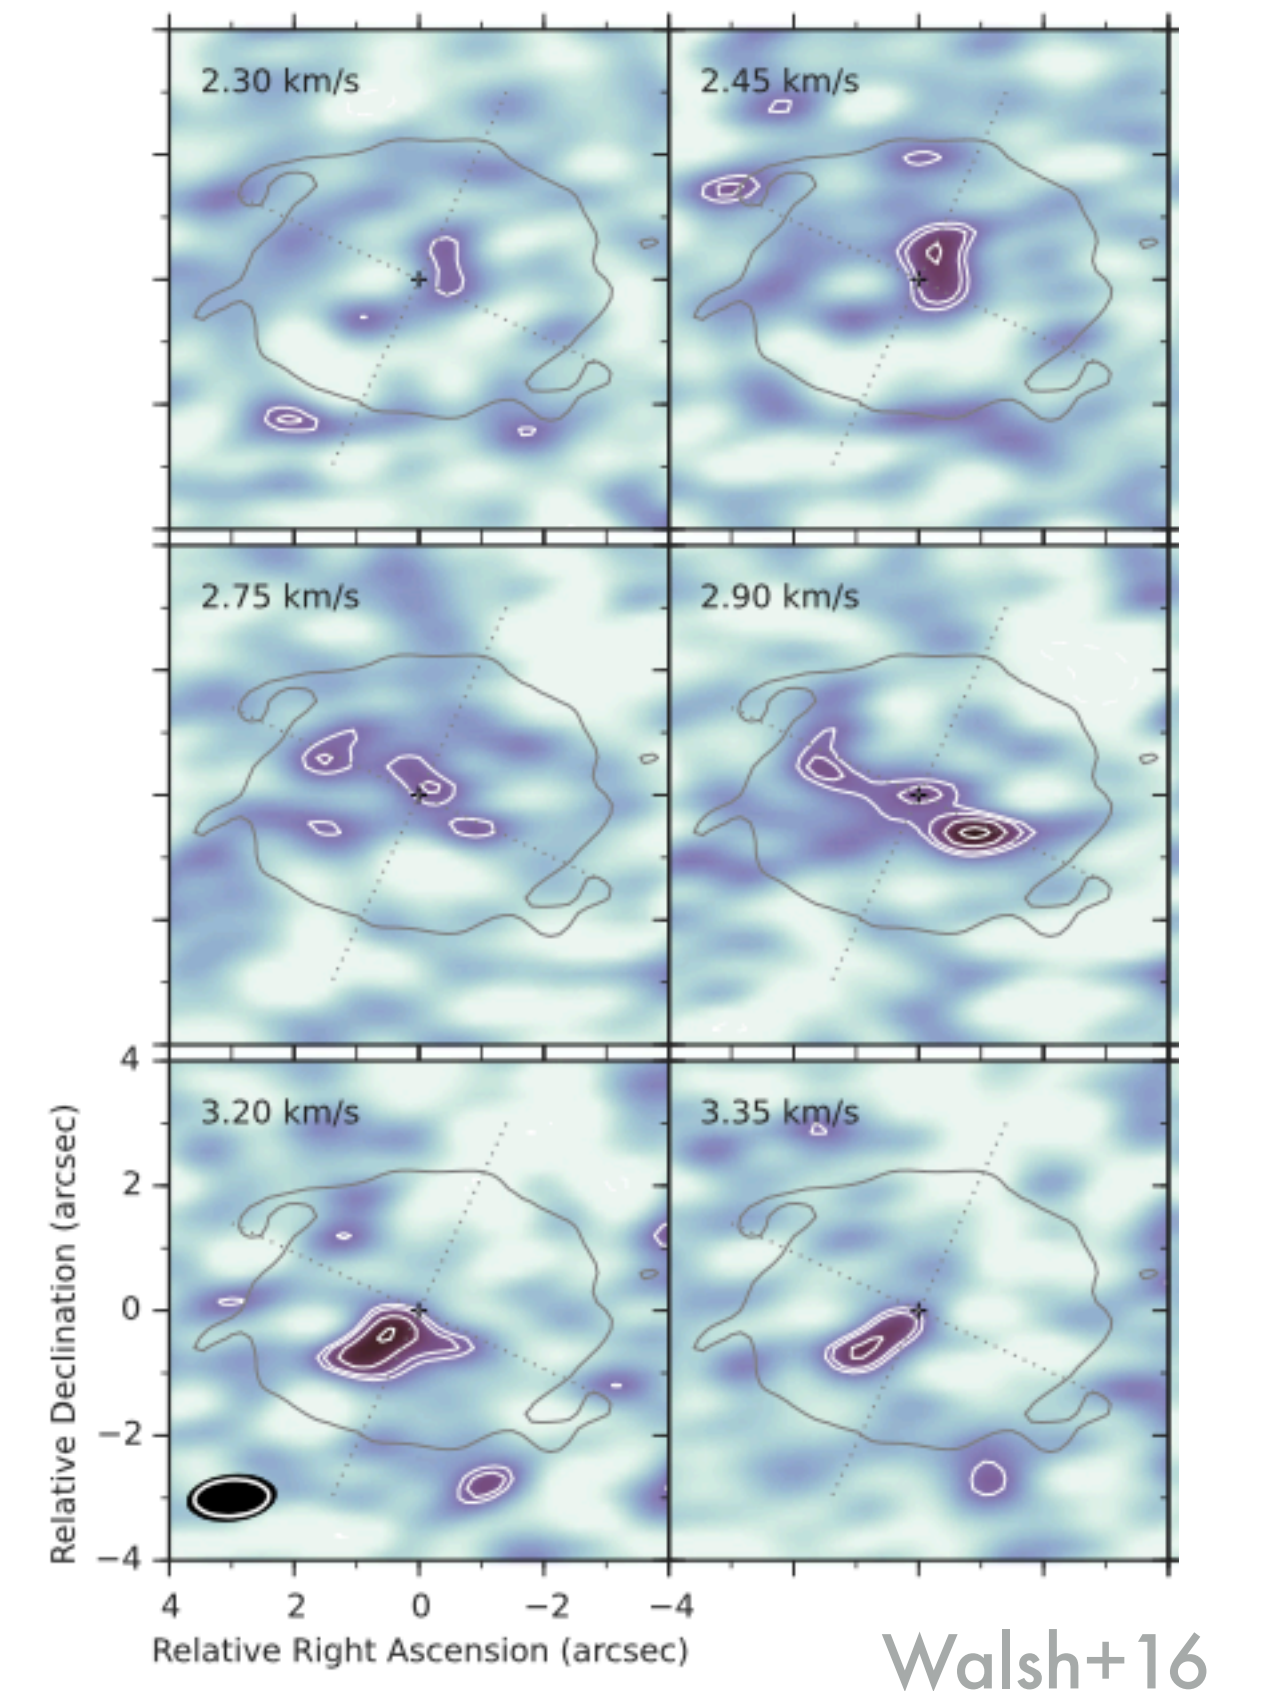 2.30 km/s
2.45 km/s
2.75 km/s
2.90 km/s
3.20 km/s
3.35 km/s
4
2
0
−2
−4
Relative Declination (arcsec)
4 2 0 −2 −4
Relative Right Ascension (arcsec)
Walsh+16